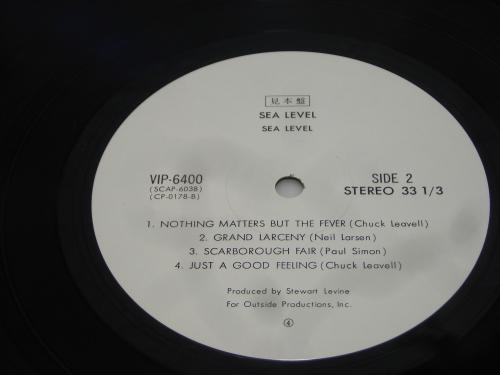 見本盤
SEA LEVEL
SEA LEVEL
VIP-6400
(SCAP-6038)
(CP-0178-B)
SIDE 2
STEREO 33 1/3
1. NOTHING MATTERS BUT THE FEVER (Chuck Leavell)
2. GRAND LARCENY (Neil Larsen)
3. SCARBOROUGH FAIR (Paul Simon)
4. JUST A GOOD FEELING (Chuck Leavell)
Produced by Stewart Levine
For Outside Productions, Inc.
④